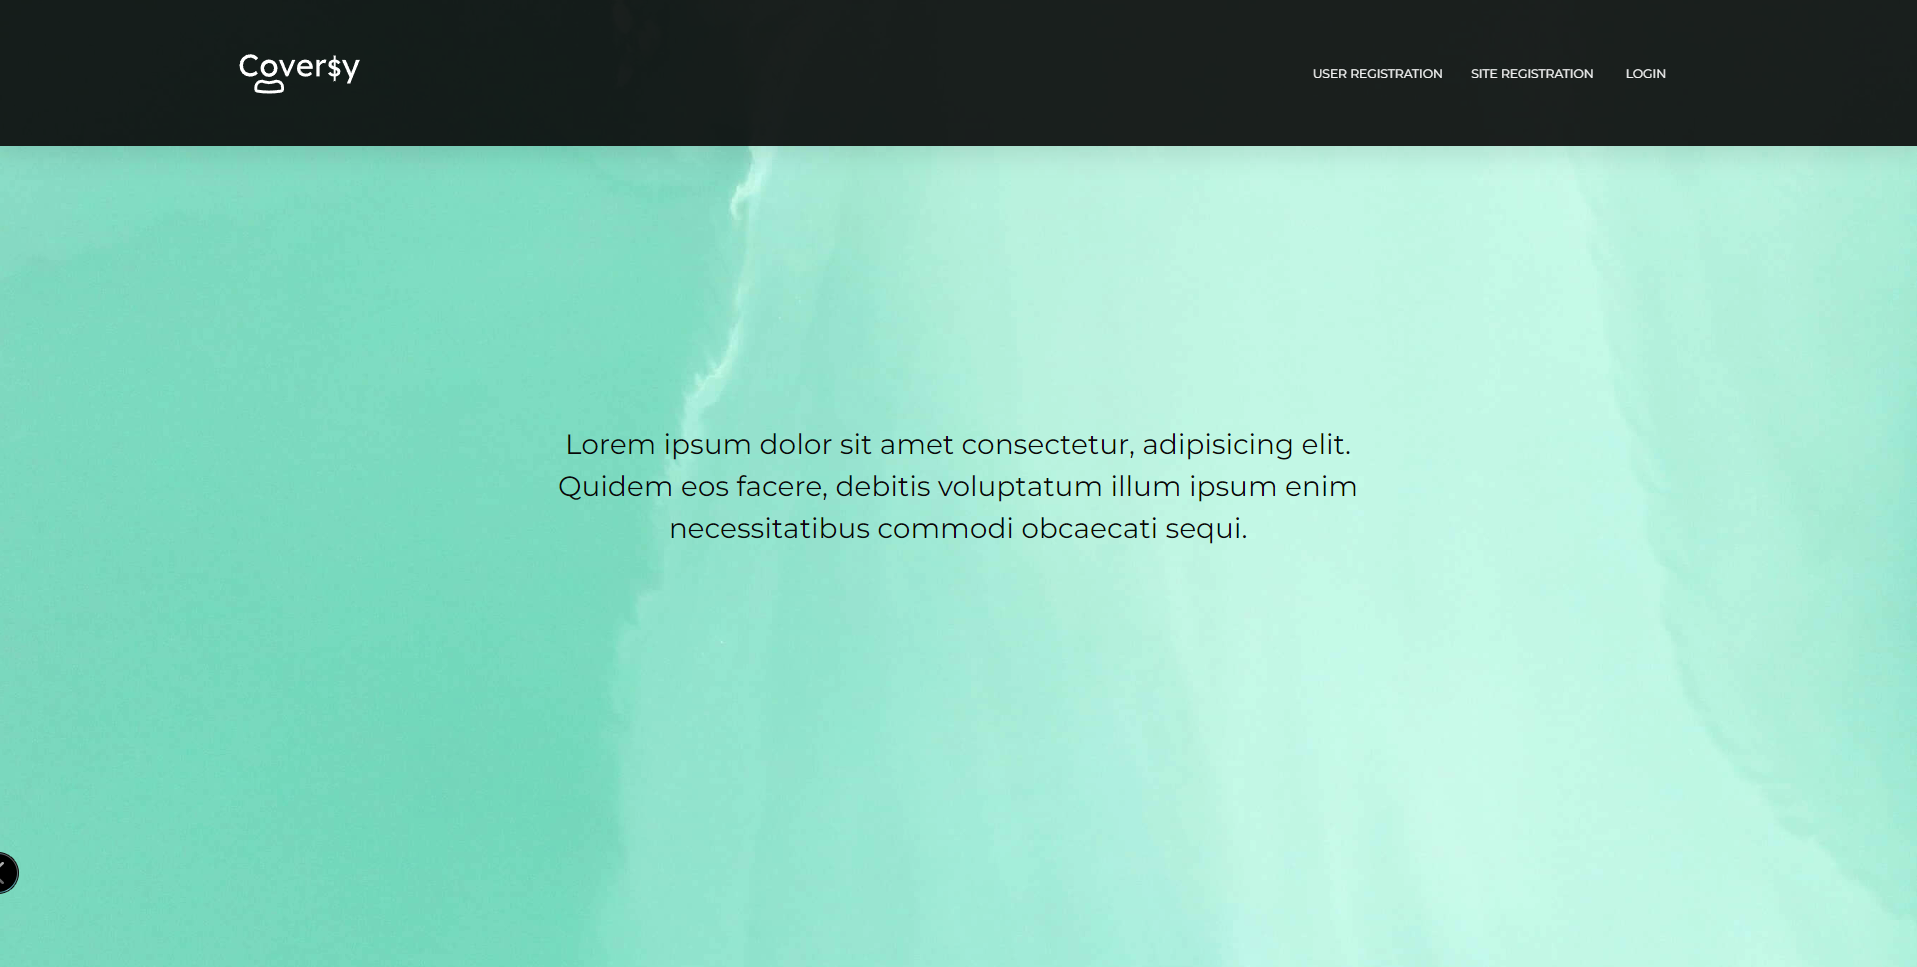 Cover$y
USER REGISTRATION SITE REGISTRATION LOGIN
Lorem ipsum dolor sit amet consectetur, adipisicing elit.
Quidem eos facere, debitis voluptatum illum ipsum enim
necessitatibus commodi obcaecati sequi.